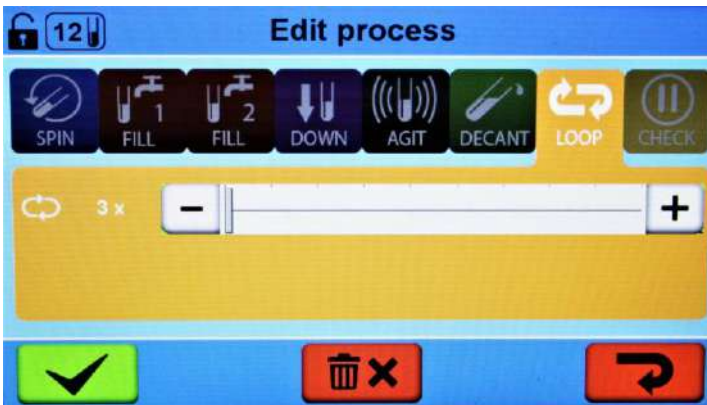 12
Edit process
SPIN
1
FILL
2
FILL
DOWN
AGIT
DECANT
LOOP
CHECK
3 x